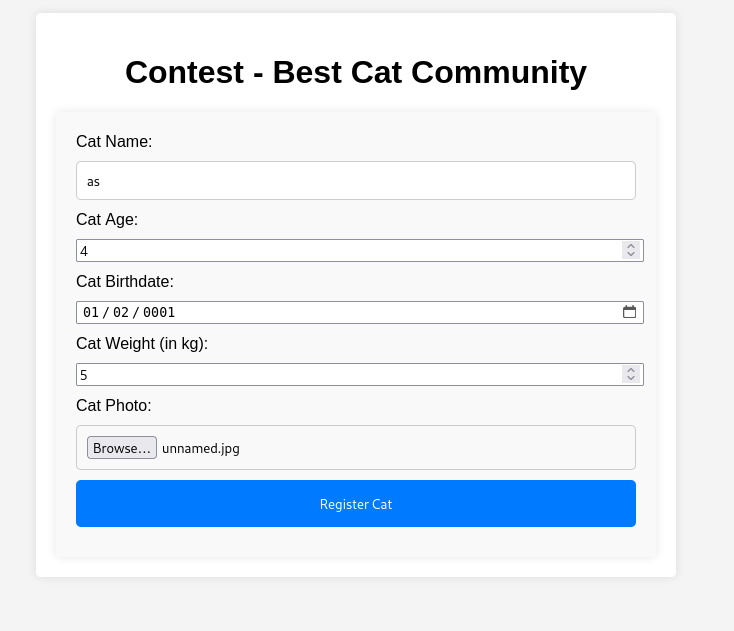 Contest - Best Cat Community
Cat Name:
as
Cat Age:
4
Cat Birthdate:
01 / 02 / 0001
Cat Weight (in kg):
5
Cat Photo:
Browse... unnamed.jpg
Register Cat